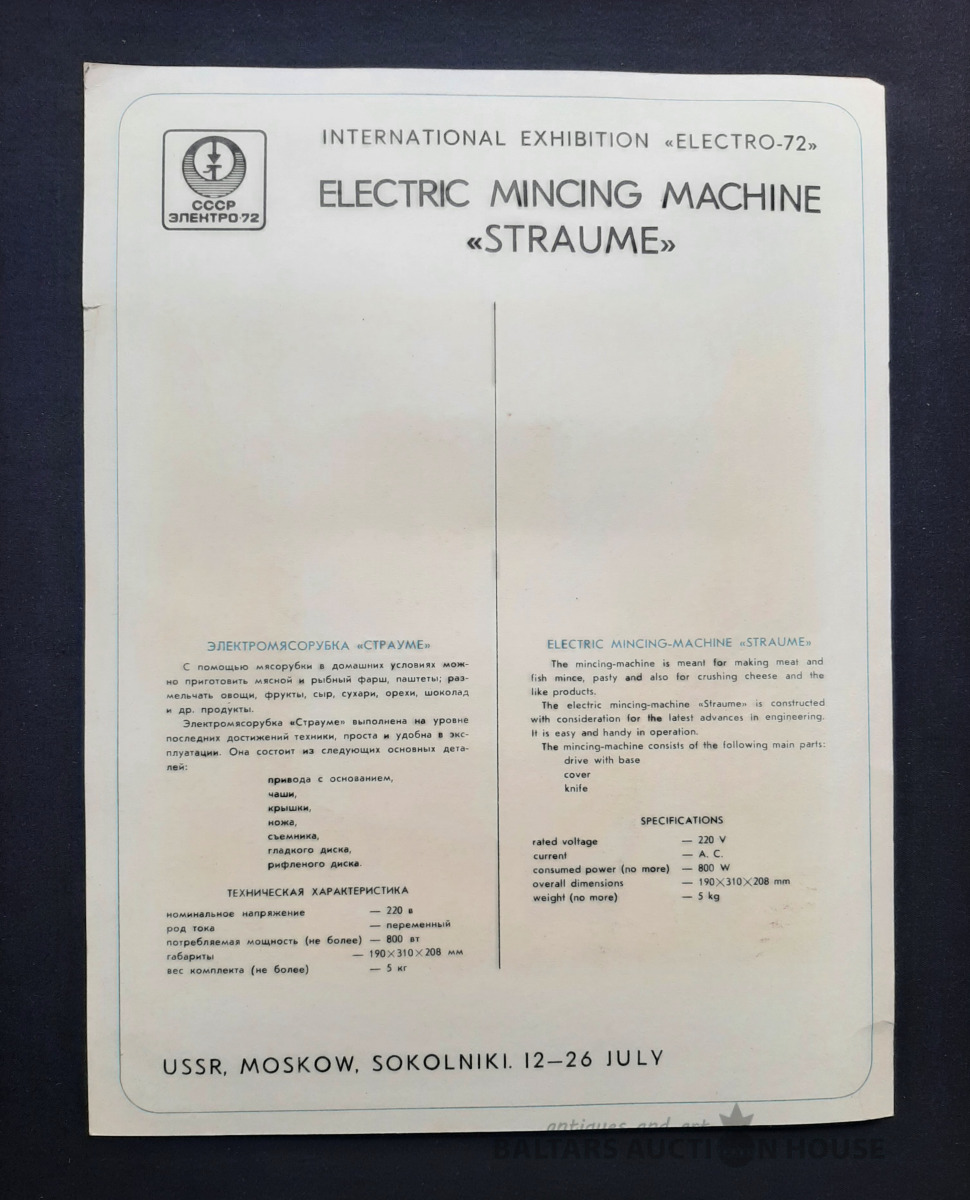 СССР
ЭЛЕКТРО·72
INTERNATIONAL EXHIBITION «ELECTRO-72»
ELECTRIC MINCING MACHINE
«STRAUME»
ЭЛЕКТРОМЯСОРУБКА «СТРАУМЕ»
С помощью мясорубки в домашних условиях мож-
но приготовить мясной и рыбный фарш, паштеты; раз-
мельчать овощи, фрукты, сыр, сухари, орехи, шоколад
и др. продукты.
Электромясорубка «Страуме» выполнена на уровне
последних достижений техники, проста и удобна в экс-
плуатации. Она состоит из следующих основных дета-
лей:
привода с основанием,
чаши,
крышки,
ножа,
съемника,
гладкого диска,
рифленого диска.
ТЕХНИЧЕСКАЯ ХАРАКТЕРИСТИКА
номинальное напряжение — 220 в
род тока — переменный
потребляемая мощность (не более) — 800 вт
габариты — 190×310×208 мм
вес комплекта (не более) — 5 кг
ELECTRIC MINCING-MACHINE «STRAUME»
The mincing-machine is meant for making meat and
fish mince, pasty and also for crushing cheese and the
like products.
The electric mincing-machine «Straume» is constructed
with consideration for the latest advances in engineering.
It is easy and handy in operation.
The mincing-machine consists of the following main parts:
drive with base
cover
knife
SPECIFICATIONS
rated voltage — 220 V
current — A. C.
consumed power (no more) — 800 W
overall dimensions — 190×310×208 mm
weight (no more) — 5 kg
USSR, MOSKOW, SOKOLNIKI. 12—26 JULY
antiques and art
BALTARS AUCTION HOUSE